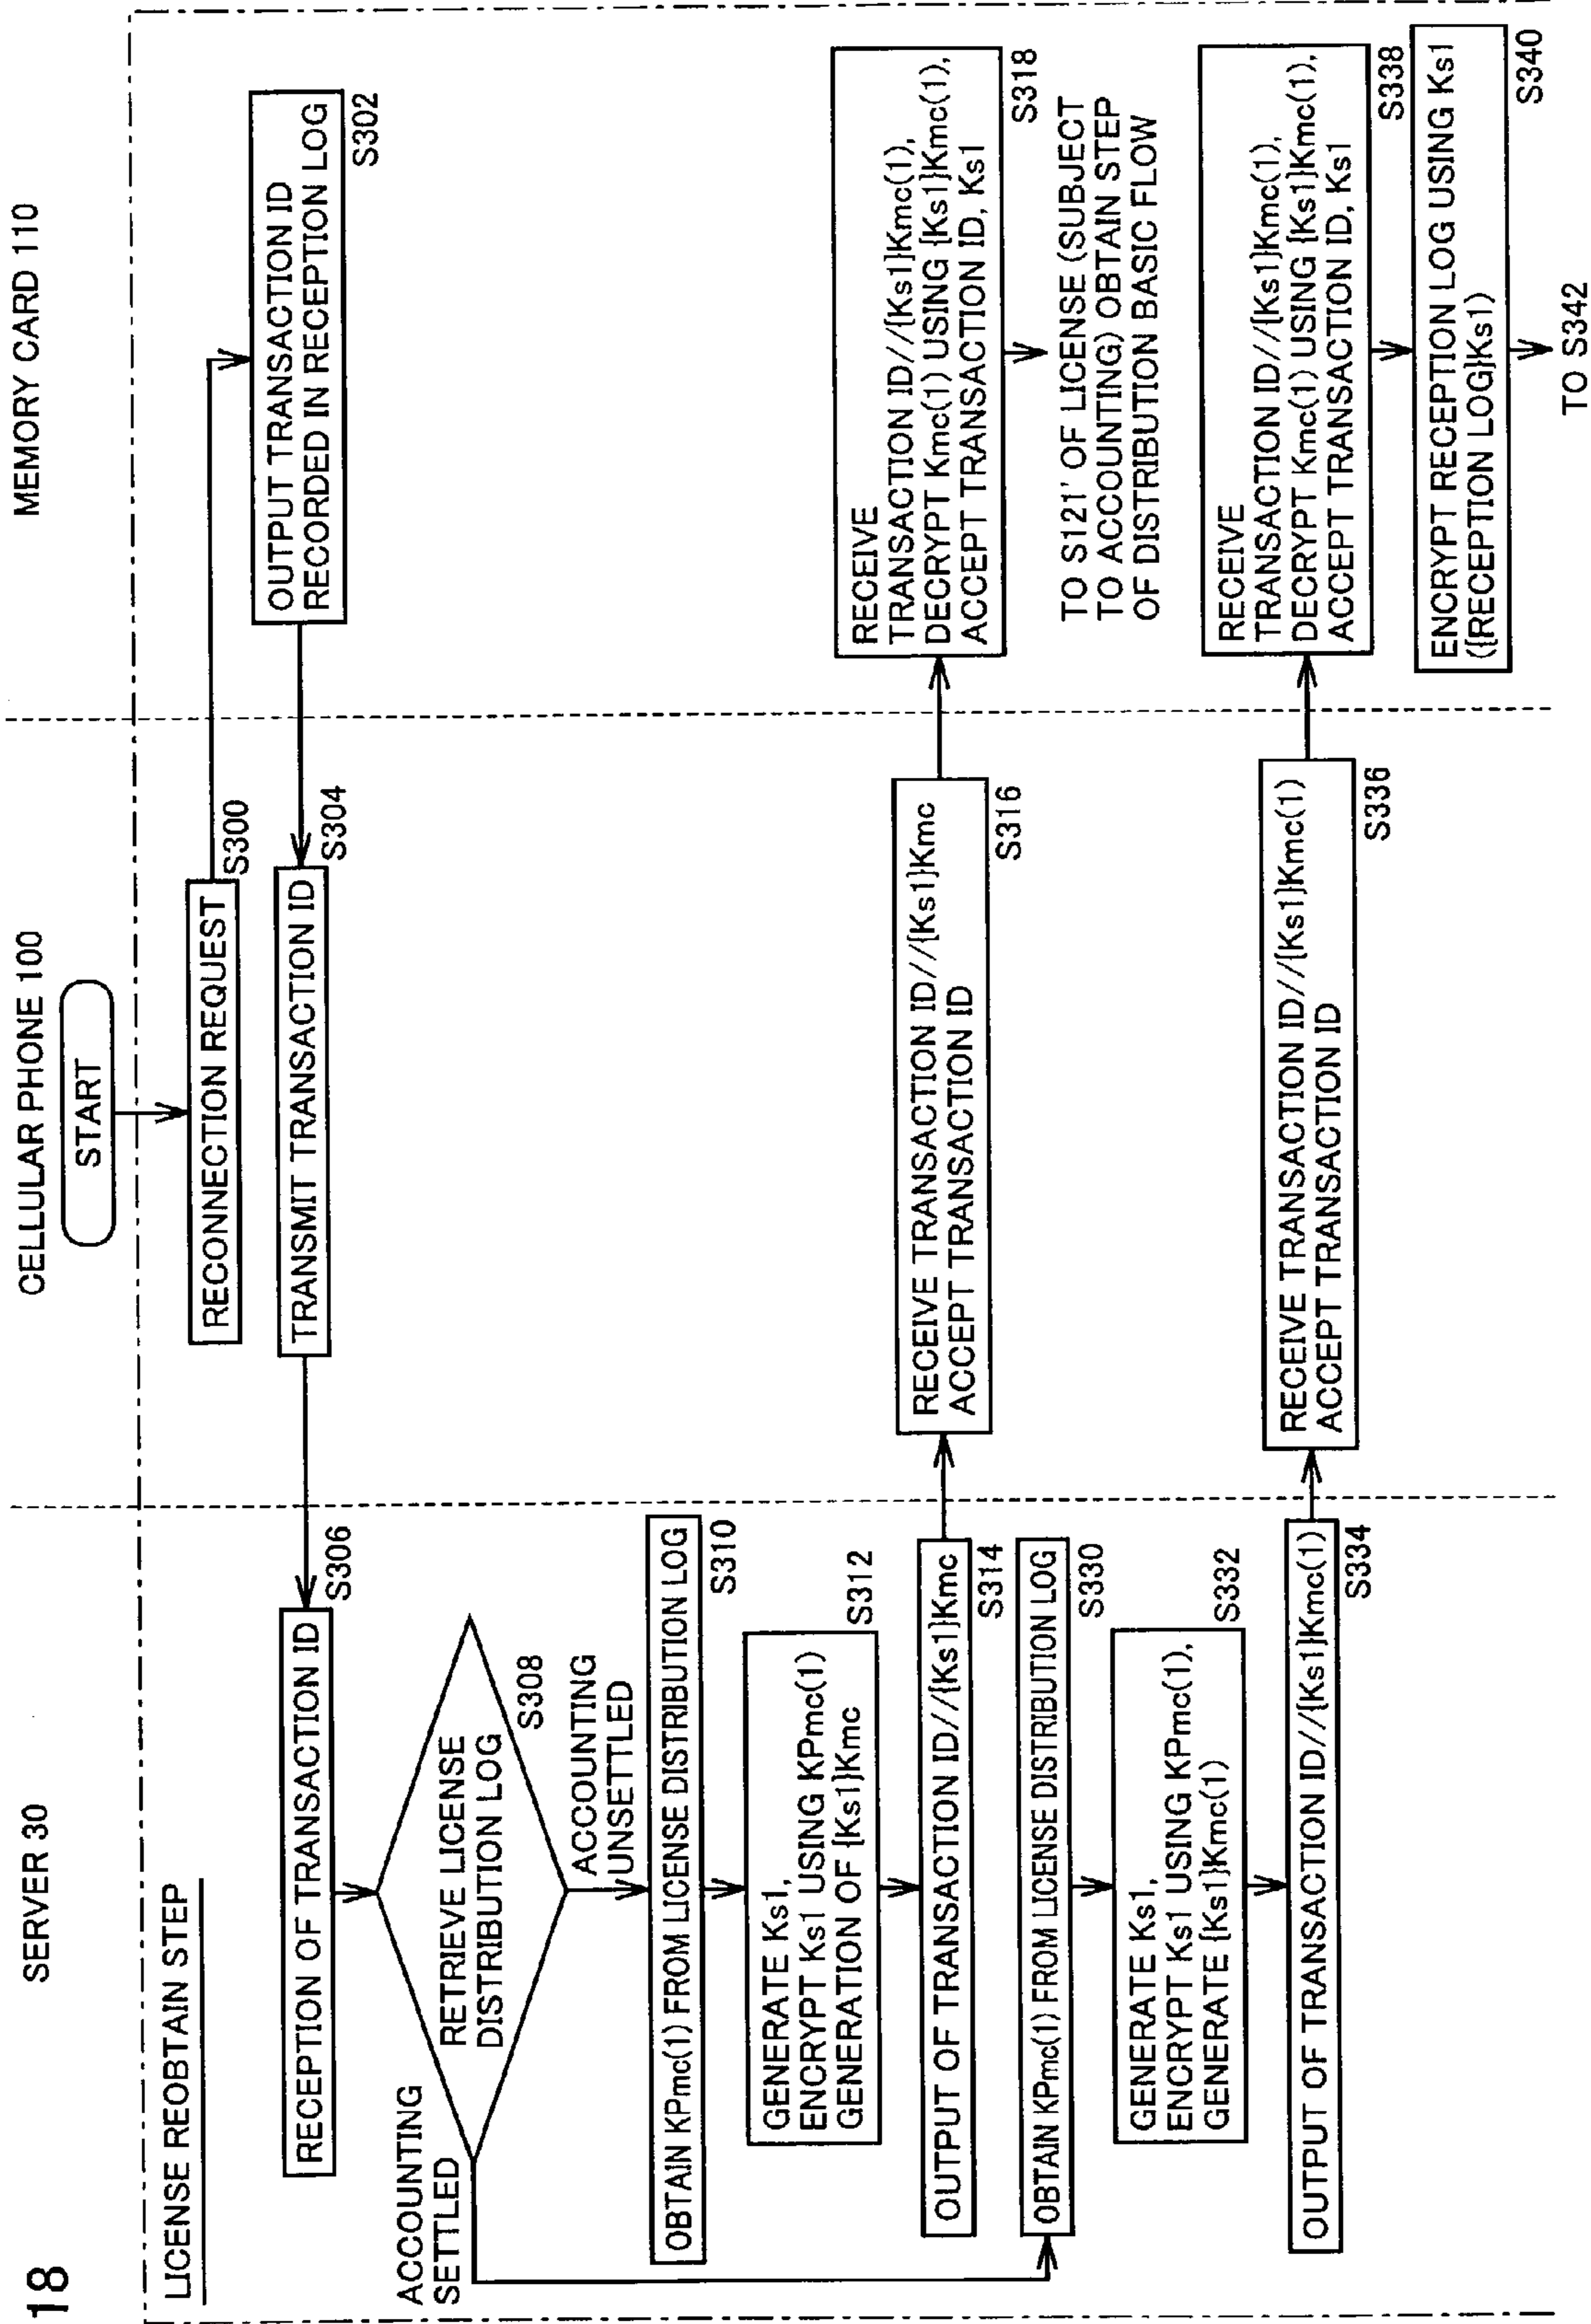 18
SERVER 30
CELLULAR PHONE 100
MEMORY CARD 110
START
LICENSE REOBTAIN STEP
RECONNECTION REQUEST
S300
OUTPUT TRANSACTION ID
RECORDED IN RECEPTION LOG
S302
TRANSMIT TRANSACTION ID
S304
RECEPTION OF TRANSACTION ID
S306
RETRIEVE LICENSE
DISTRIBUTION LOG
S308
ACCOUNTING
SETTLED
ACCOUNTING
UNSETTLED
OBTAIN KPmc(1) FROM LICENSE DISTRIBUTION LOG
S310
GENERATE Ks1,
ENCRYPT Ks1 USING KPmc(1)
GENERATION OF {Ks1}Kmc
S312
OUTPUT OF TRANSACTION ID//{Ks1}Kmc
S314
RECEIVE TRANSACTION ID//{Ks1}Kmc
ACCEPT TRANSACTION ID
S316
RECEIVE
TRANSACTION ID//{Ks1}Kmc(1),
DECRYPT Kmc(1) USING {Ks1}Kmc(1),
ACCEPT TRANSACTION ID, Ks1
S318
TO S121' OF LICENSE (SUBJECT
TO ACCOUNTING) OBTAIN STEP
OF DISTRIBUTION BASIC FLOW
OBTAIN KPmc(1) FROM LICENSE DISTRIBUTION LOG
S330
GENERATE Ks1,
ENCRYPT Ks1 USING KPmc(1),
GENERATE {Ks1}Kmc(1)
S332
OUTPUT OF TRANSACTION ID//{Ks1}Kmc(1)
S334
RECEIVE TRANSACTION ID//{Ks1}Kmc(1)
ACCEPT TRANSACTION ID
S336
RECEIVE
TRANSACTION ID//{Ks1}Kmc(1),
DECRYPT Kmc(1) USING {Ks1}Kmc(1),
ACCEPT TRANSACTION ID, Ks1
S338
ENCRYPT RECEPTION LOG USING Ks1
({RECEPTION LOG}Ks1)
S340
TO S342